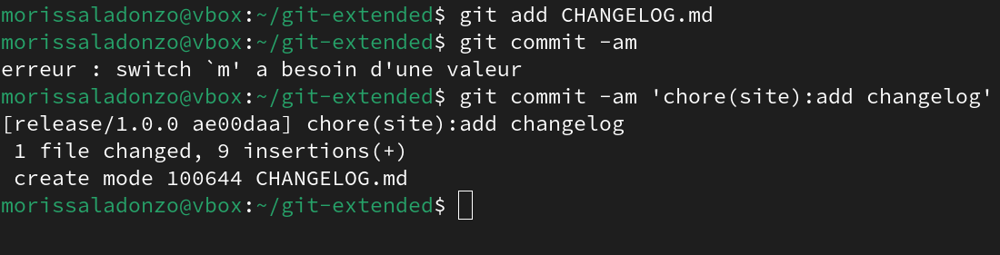 morissaladonzo@vbox:~/git-extended$ git add CHANGELOG.md
morissaladonzo@vbox:~/git-extended$ git commit -am
erreur : switch `m' a besoin d'une valeur
morissaladonzo@vbox:~/git-extended$ git commit -am 'chore(site):add changelog'
[release/1.0.0 ae00daa] chore(site):add changelog
 1 file changed, 9 insertions(+)
 create mode 100644 CHANGELOG.md
morissaladonzo@vbox:~/git-extended$